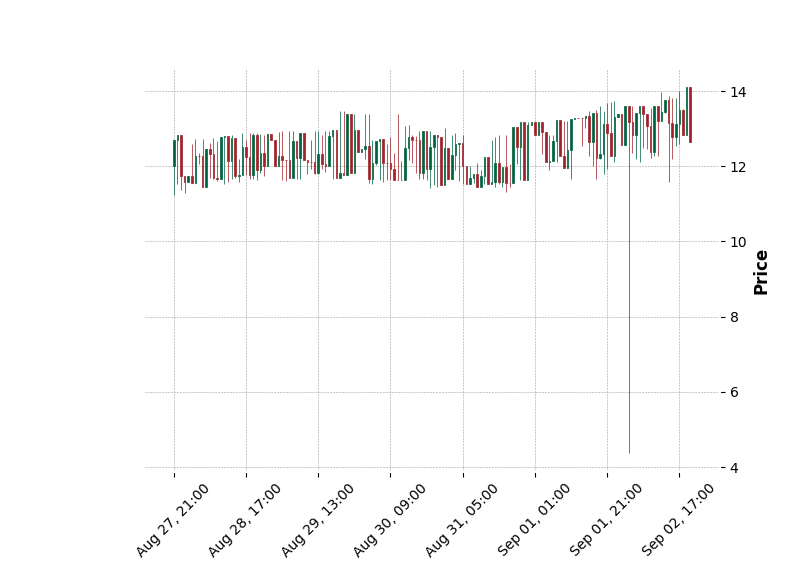 14
12
10
8
6
4
Price
Aug 27, 21:00
Aug 28, 17:00
Aug 29, 13:00
Aug 30, 09:00
Aug 31, 05:00
Sep 01, 01:00
Sep 01, 21:00
Sep 02, 17:00